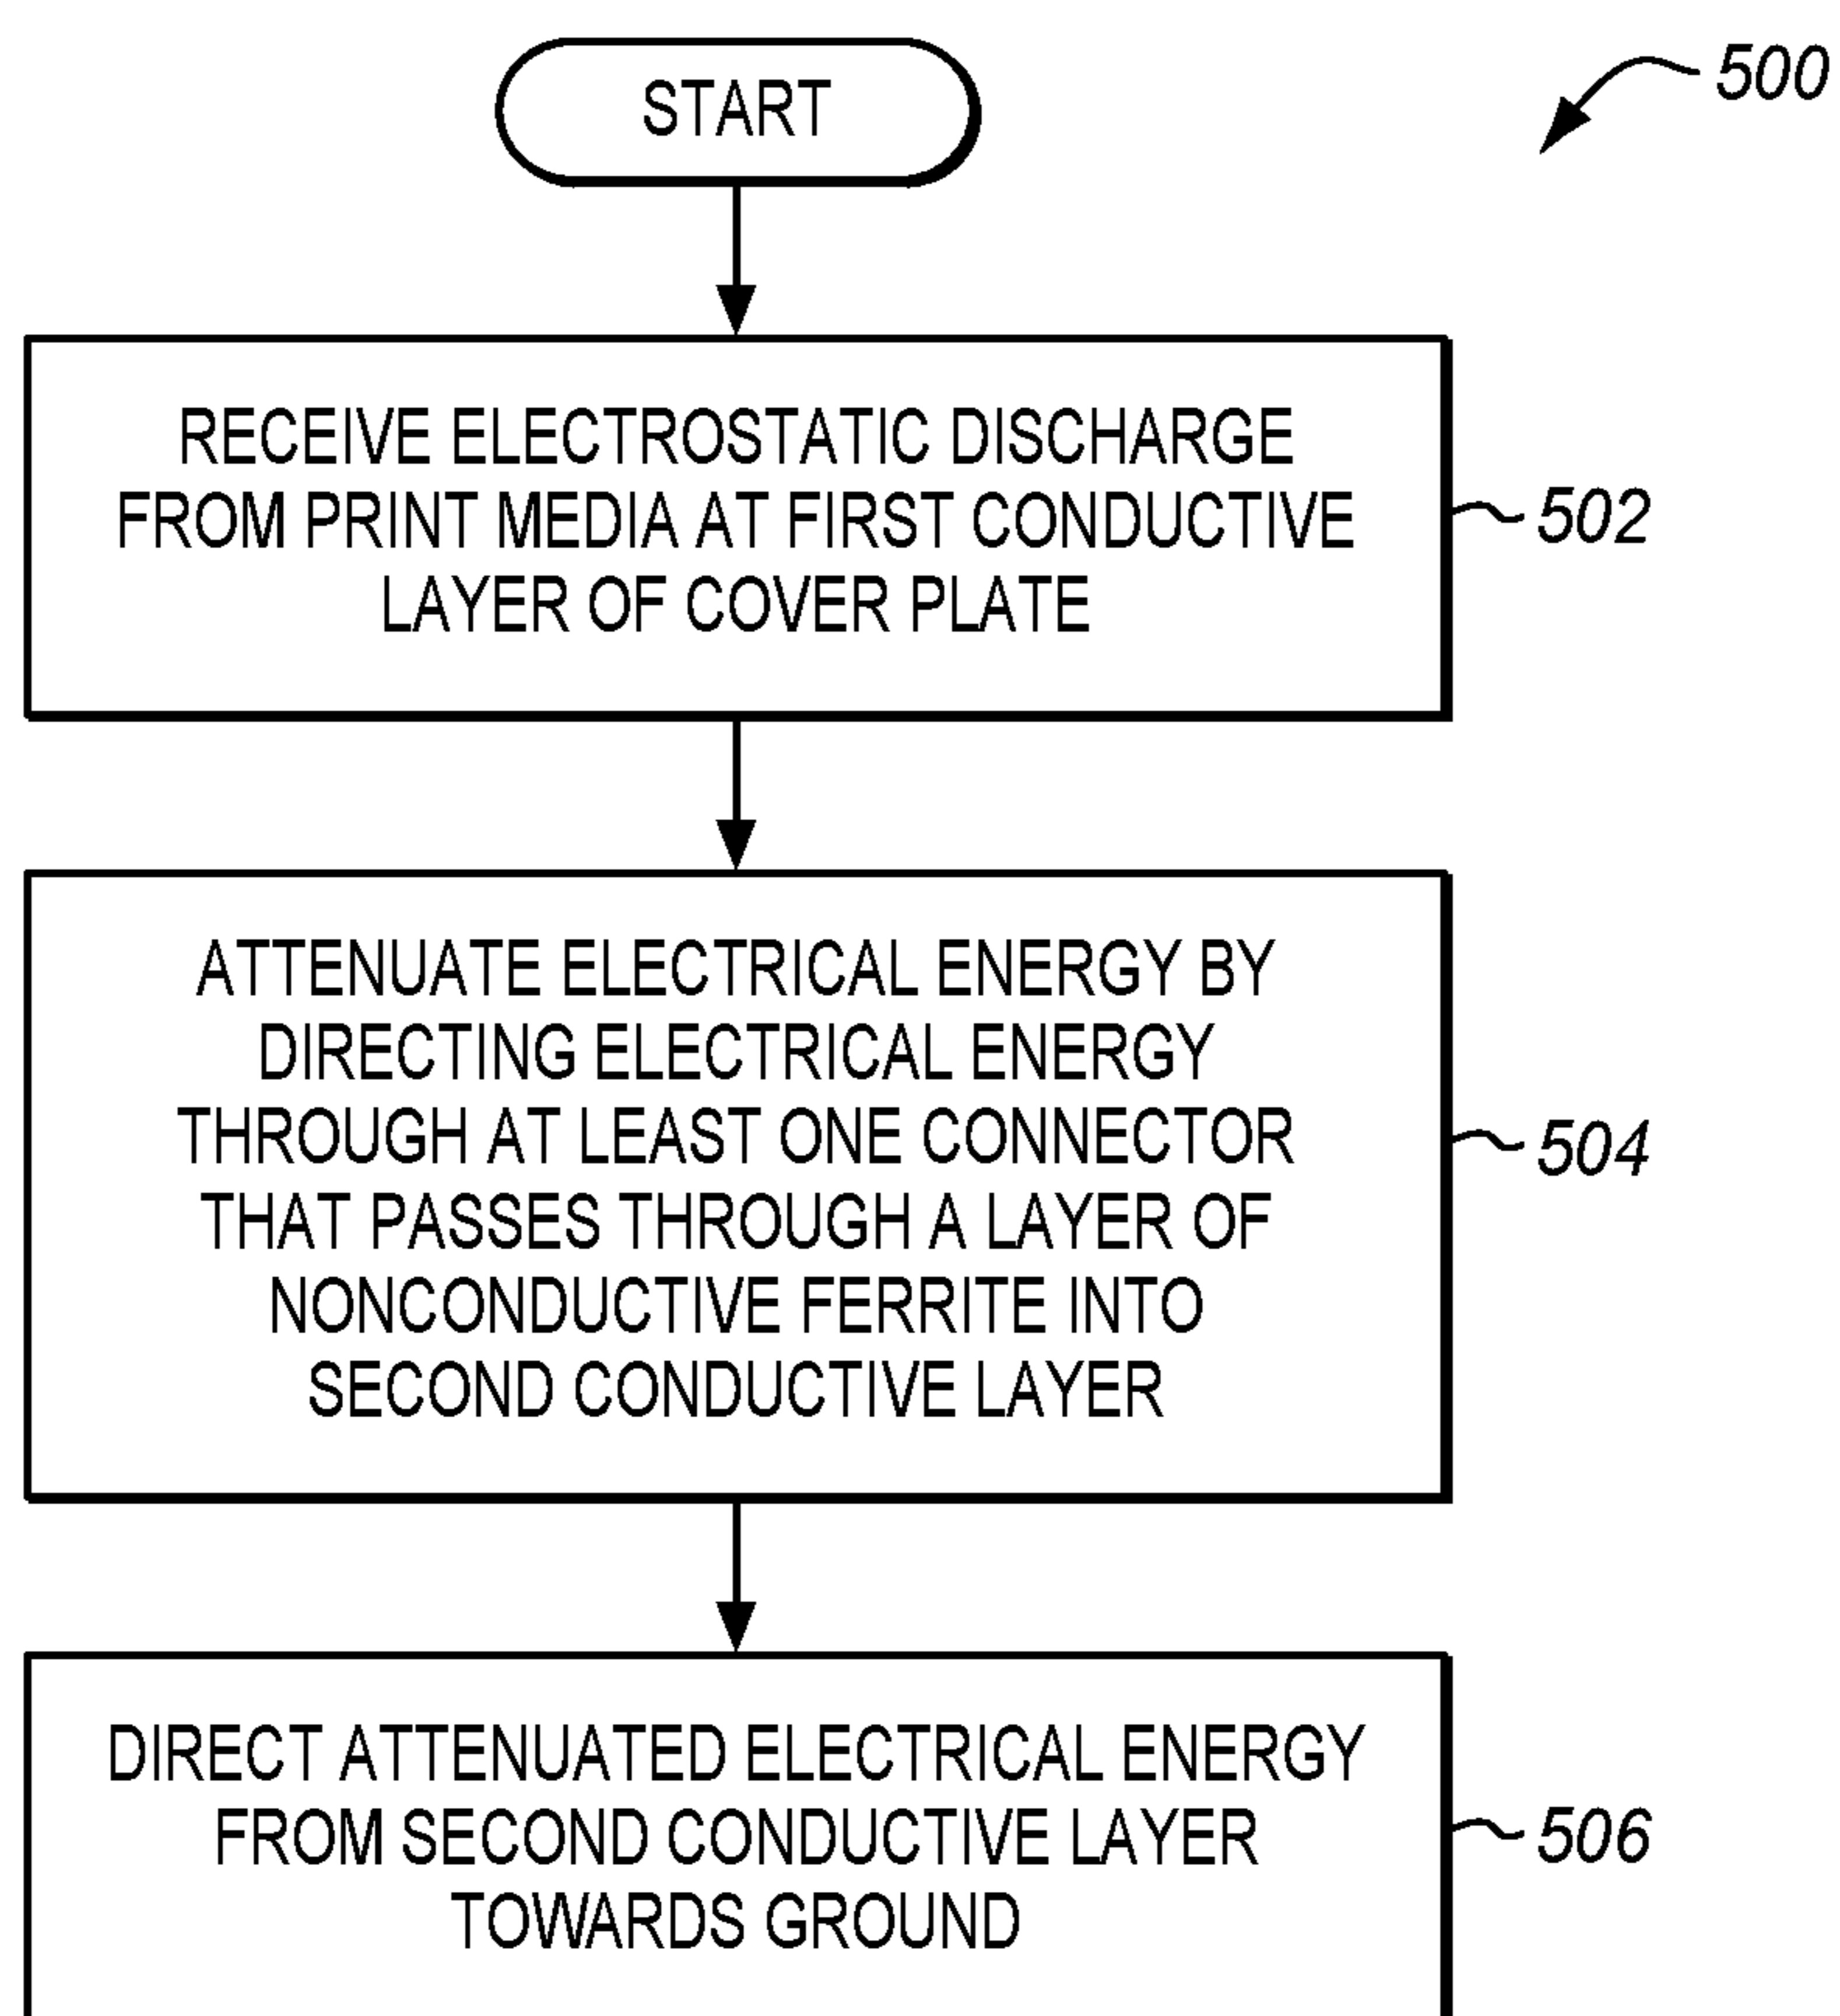 START
500
RECEIVE ELECTROSTATIC DISCHARGE
FROM PRINT MEDIA AT FIRST CONDUCTIVE
LAYER OF COVER PLATE
502
ATTENUATE ELECTRICAL ENERGY BY
DIRECTING ELECTRICAL ENERGY
THROUGH AT LEAST ONE CONNECTOR
THAT PASSES THROUGH A LAYER OF
NONCONDUCTIVE FERRITE INTO
SECOND CONDUCTIVE LAYER
504
DIRECT ATTENUATED ELECTRICAL ENERGY
FROM SECOND CONDUCTIVE LAYER
TOWARDS GROUND
506